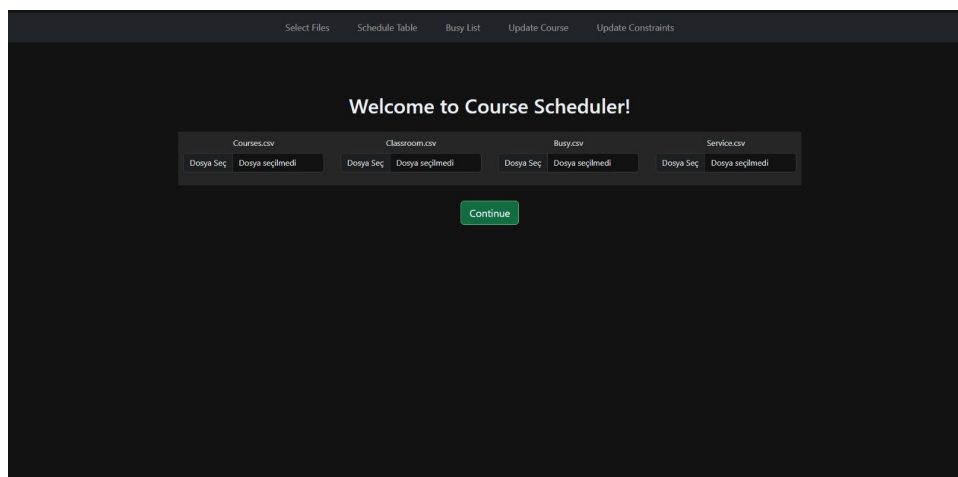 Select Files Schedule Table Busy List Update Course Update Constraints
Welcome to Course Scheduler!
Courses.csv Classroom.csv Busy.csv Service.csv
Dosya Seç Dosya seçilmedi Dosya Seç Dosya seçilmedi Dosya Seç Dosya seçilmedi Dosya Seç Dosya seçilmedi
Continue